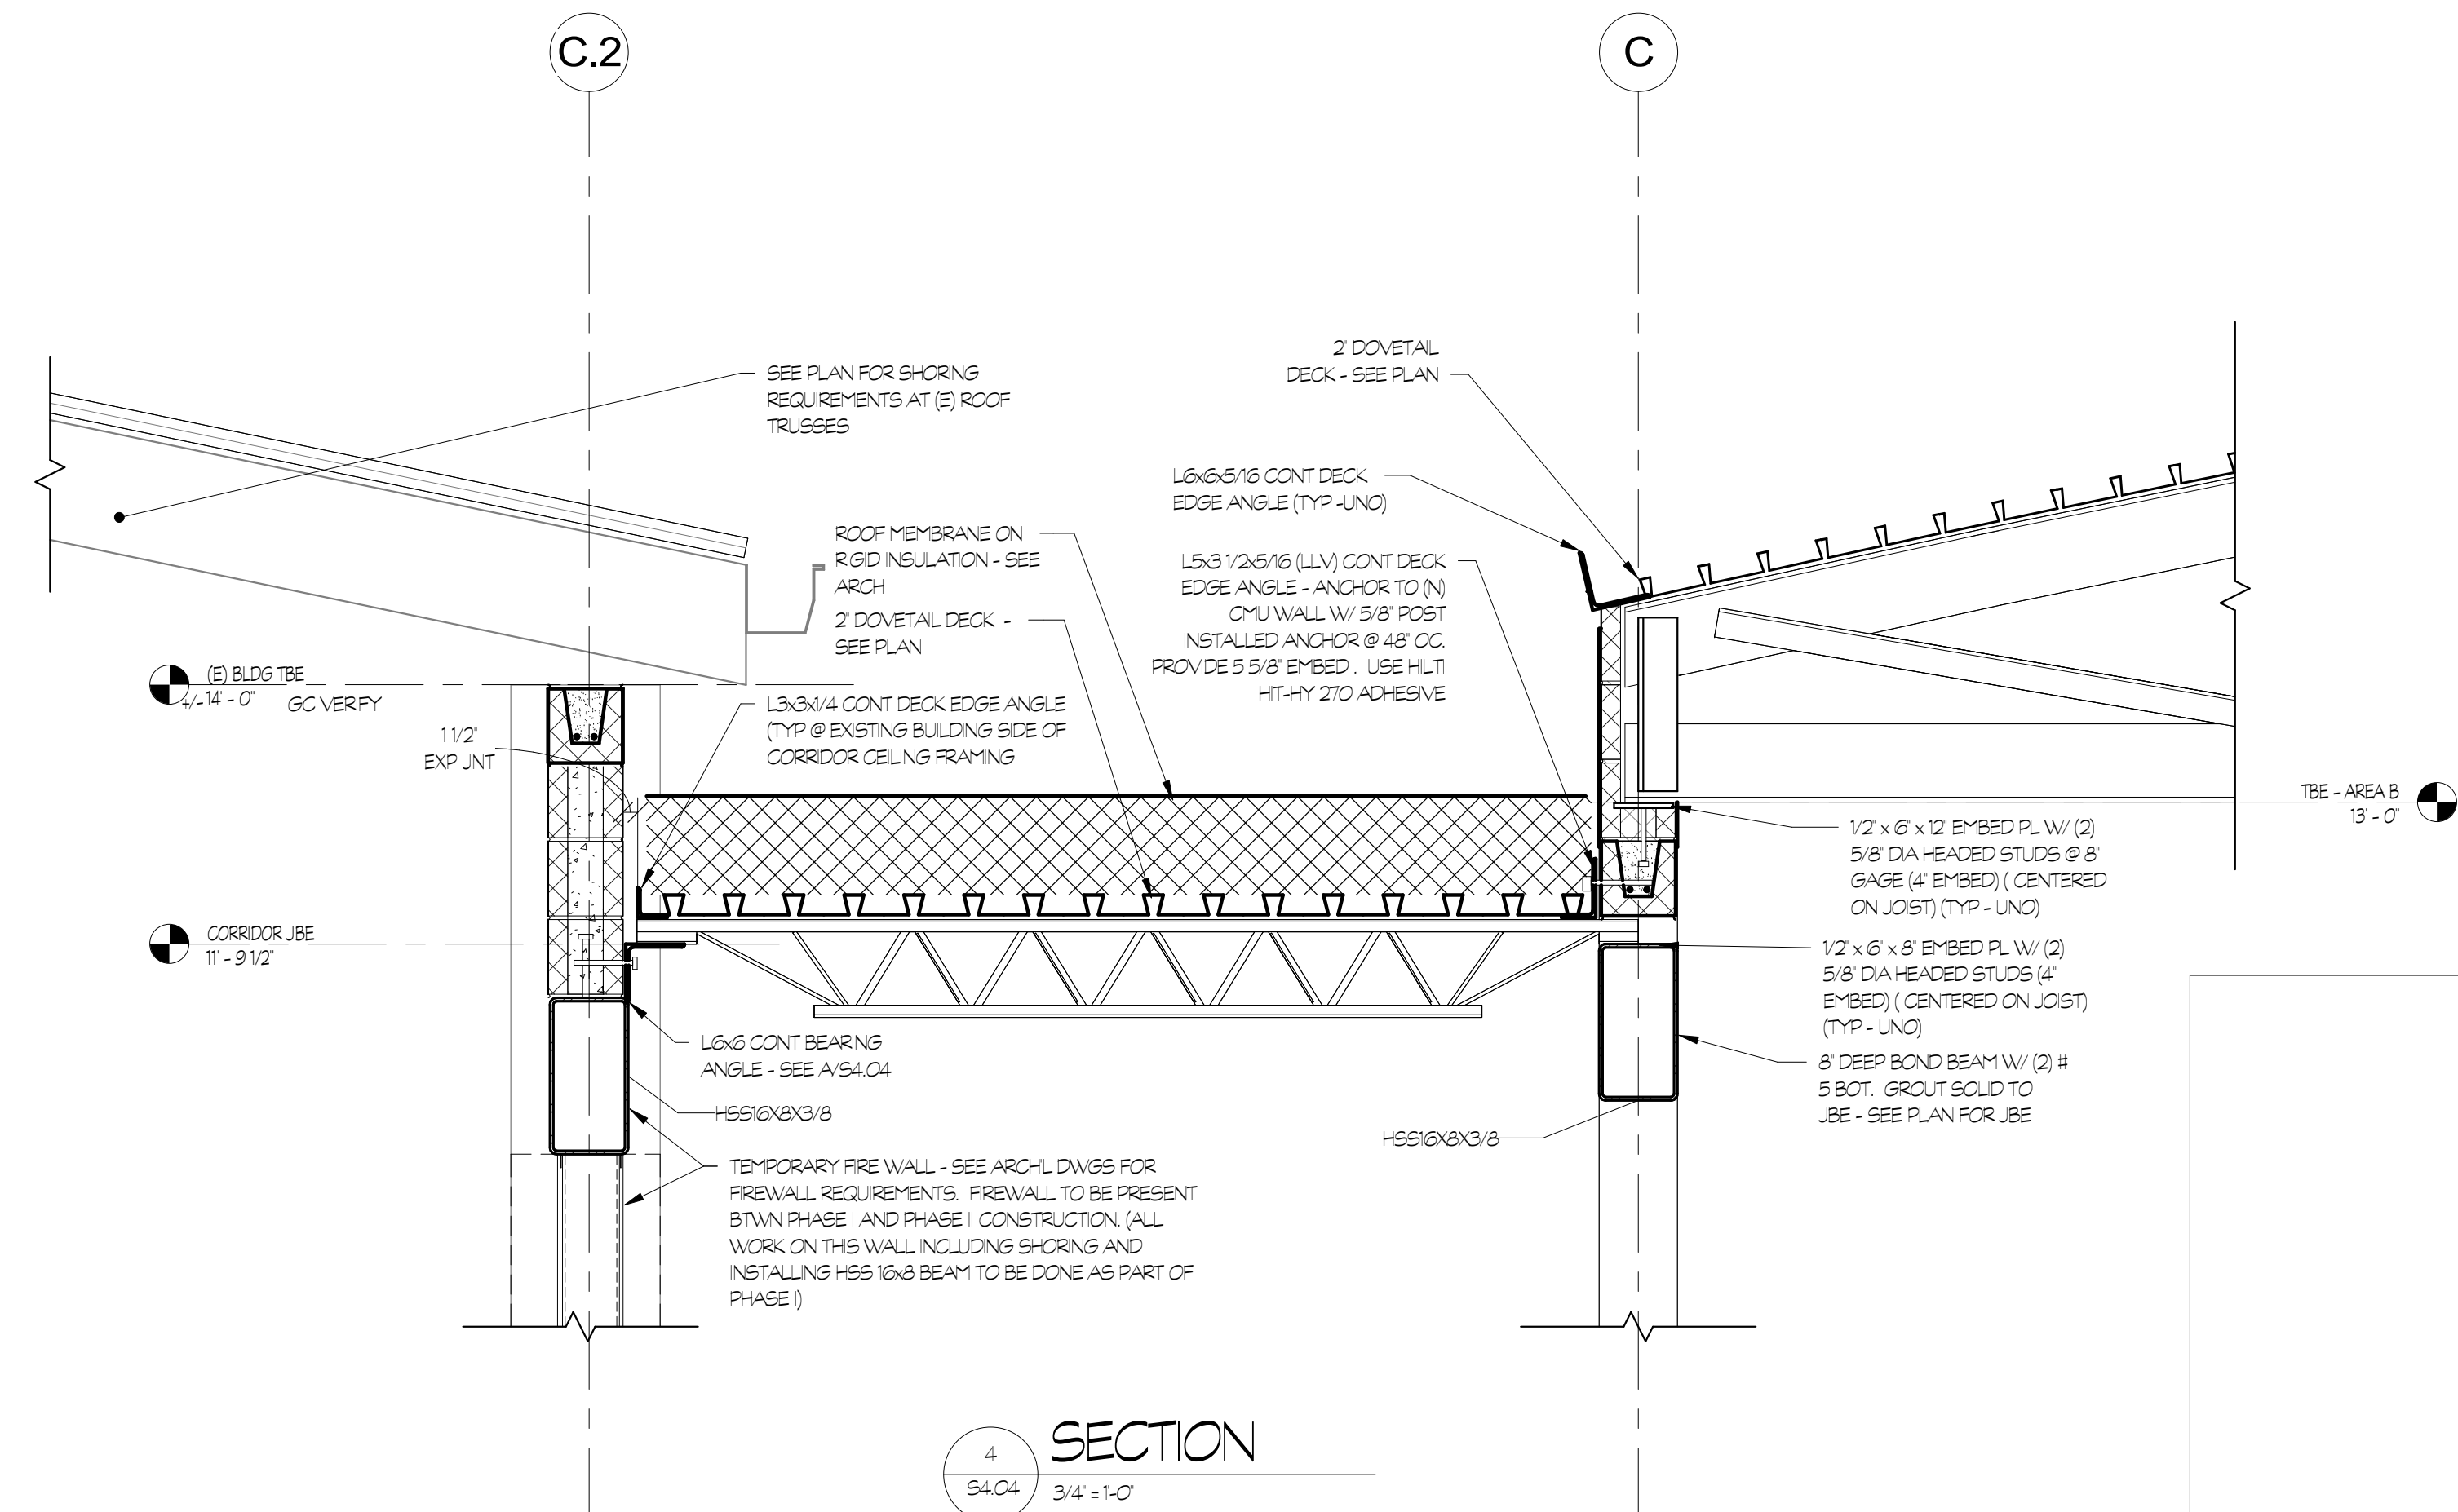 C.2
C
SEE PLAN FOR SHORING
REQUIREMENTS AT (E) ROOF
TRUSSES
2" DOVETAIL
DECK - SEE PLAN
L6x6x5/16 CONT DECK
EDGE ANGLE (TYP -UNO)
ROOF MEMBRANE ON
RIGID INSULATION - SEE
ARCH
2" DOVETAIL DECK -
SEE PLAN
L5x3 1/2x5/16 (LLV) CONT DECK
EDGE ANGLE - ANCHOR TO (N)
CMU WALL W/ 5/8" POST
INSTALLED ANCHOR @ 48" OC.
PROVIDE 5 5/8" EMBED . USE HILTI
HIT-HY 270 ADHESIVE
(E) BLDG TBE
+/- 14' - 0"
GC VERIFY
1 1/2"
EXP JNT
L3x3x1/4 CONT DECK EDGE ANGLE
(TYP @ EXISTING BUILDING SIDE OF
CORRIDOR CEILING FRAMING
TBE - AREA B
13' - 0"
1/2" x 6" x 12" EMBED PL W/ (2)
5/8" DIA HEADED STUDS @ 8"
GAGE (4" EMBED) ( CENTERED
ON JOIST) (TYP - UNO)
CORRIDOR JBE
11' - 9 1/2"
1/2" x 6" x 8" EMBED PL W/ (2)
5/8" DIA HEADED STUDS (4"
EMBED) ( CENTERED ON JOIST)
(TYP - UNO)
L6x6 CONT BEARING
ANGLE - SEE A/S4.04
8" DEEP BOND BEAM W/ (2) #
5 BOT. GROUT SOLID TO
JBE - SEE PLAN FOR JBE
HSS16X8X3/8
HSS16X8X3/8
TEMPORARY FIRE WALL - SEE ARCH'L DWGS FOR
FIREWALL REQUIREMENTS. FIREWALL TO BE PRESENT
BTWN PHASE I AND PHASE II CONSTRUCTION. (ALL
WORK ON THIS WALL INCLUDING SHORING AND
INSTALLING HSS 16x8 BEAM TO BE DONE AS PART OF
PHASE I)
4
S4.04
SECTION
3/4" = 1'-0"